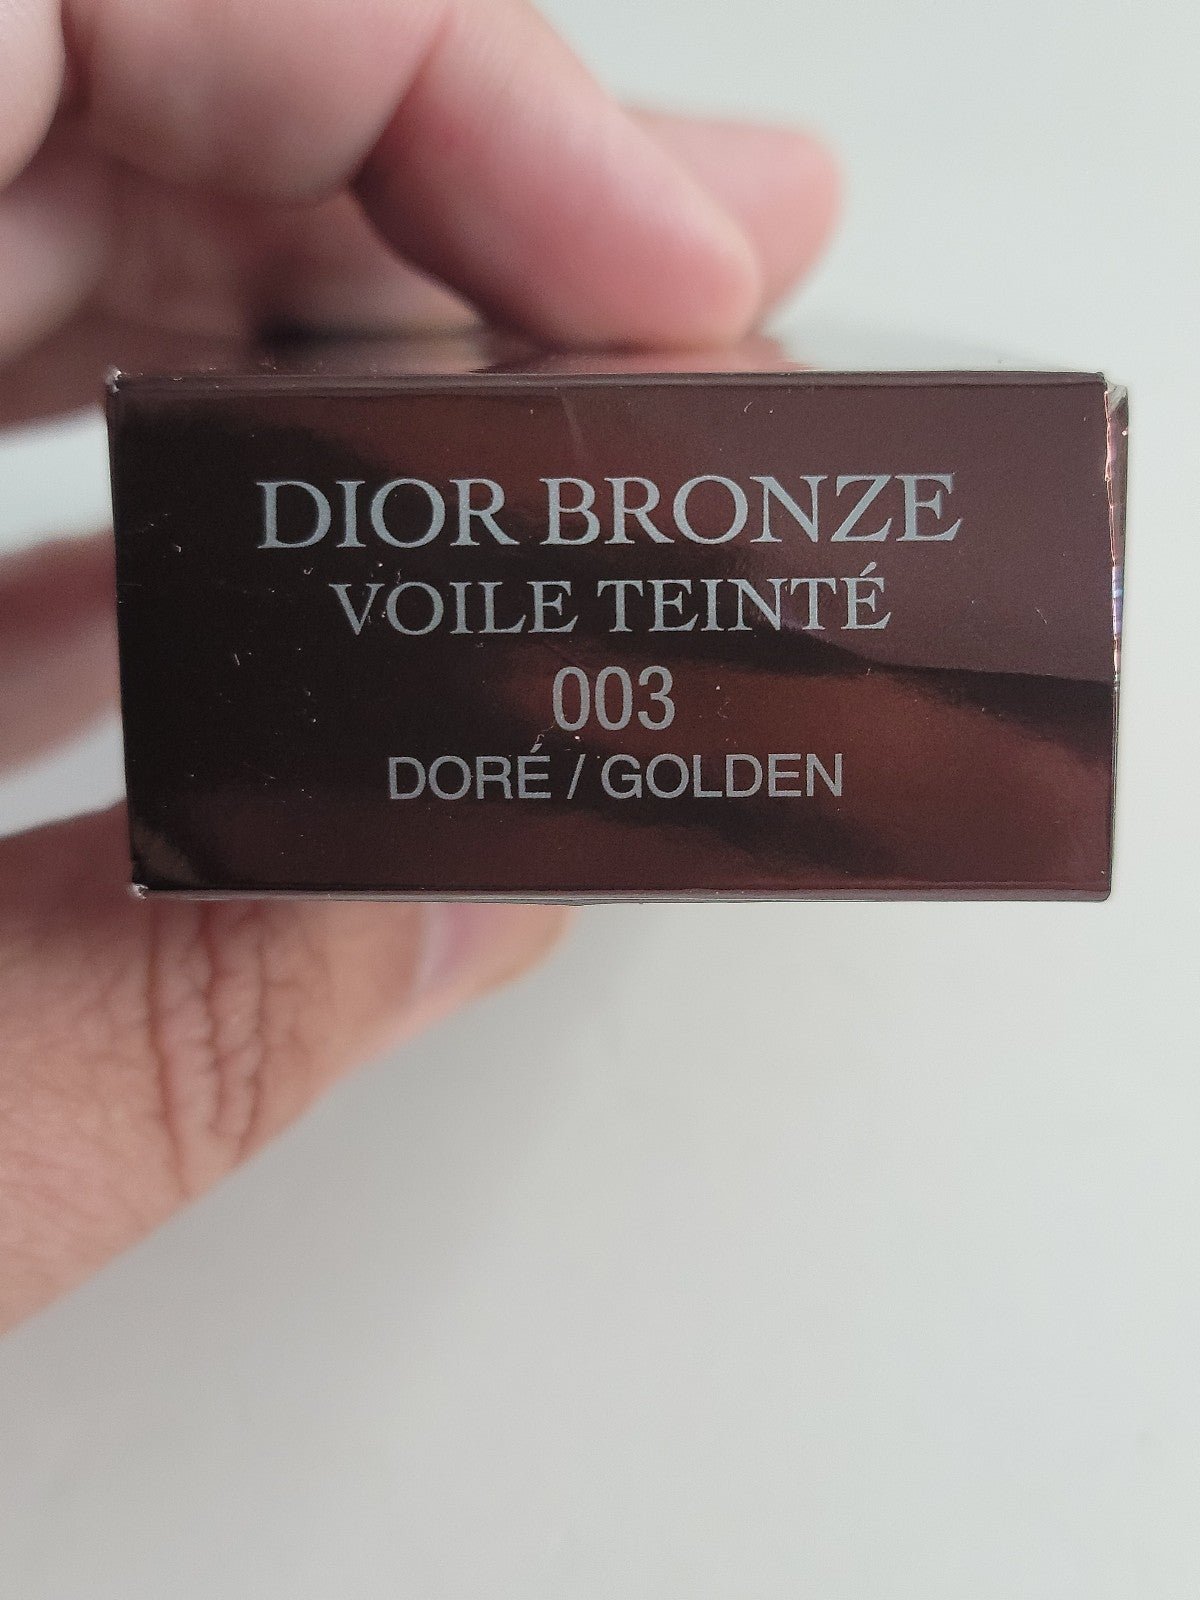 DIOR BRONZE
VOILE TEINTÉ
003
DORÉ / GOLDEN